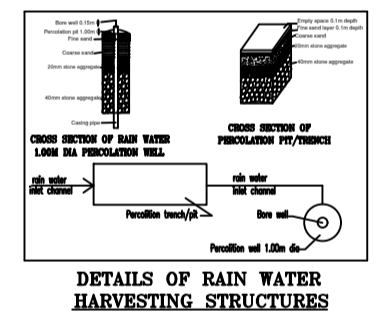 Bore well 0.15m
Percolation pit 1.00m
Fine sand
Coarse sand
20mm stone aggregate
40mm stone aggregate
Casing pipe
CROSS SECTION OF RAIN WATER
1.00M DIA PERCOLATION WELL
Empty space 0.1m depth
Fine sand layer 0.1m depth
Coarse sand
20mm stone aggregate
40mm stone aggregate
CROSS SECTION OF
PERCOLATION PIT/TRENCH
rain water
inlet channel
Percolition trench/pit
rain water
inlet channel
Bore well
Percolition well 1.00m dia
DETAILS OF RAIN WATER
HARVESTING STRUCTURES